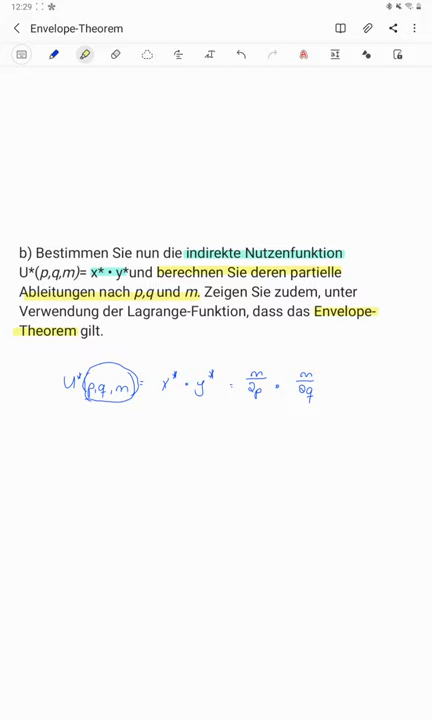 12:29
Envelope-Theorem
b) Bestimmen Sie nun die indirekte Nutzenfunktion
U*(p,q,m)= x* • y*und berechnen Sie deren partielle
Ableitungen nach p,q und m. Zeigen Sie zudem, unter
Verwendung der Lagrange-Funktion, dass das Envelope-
Theorem gilt.
U*(p,q,m) = x* · y* = m/2p · m/2q